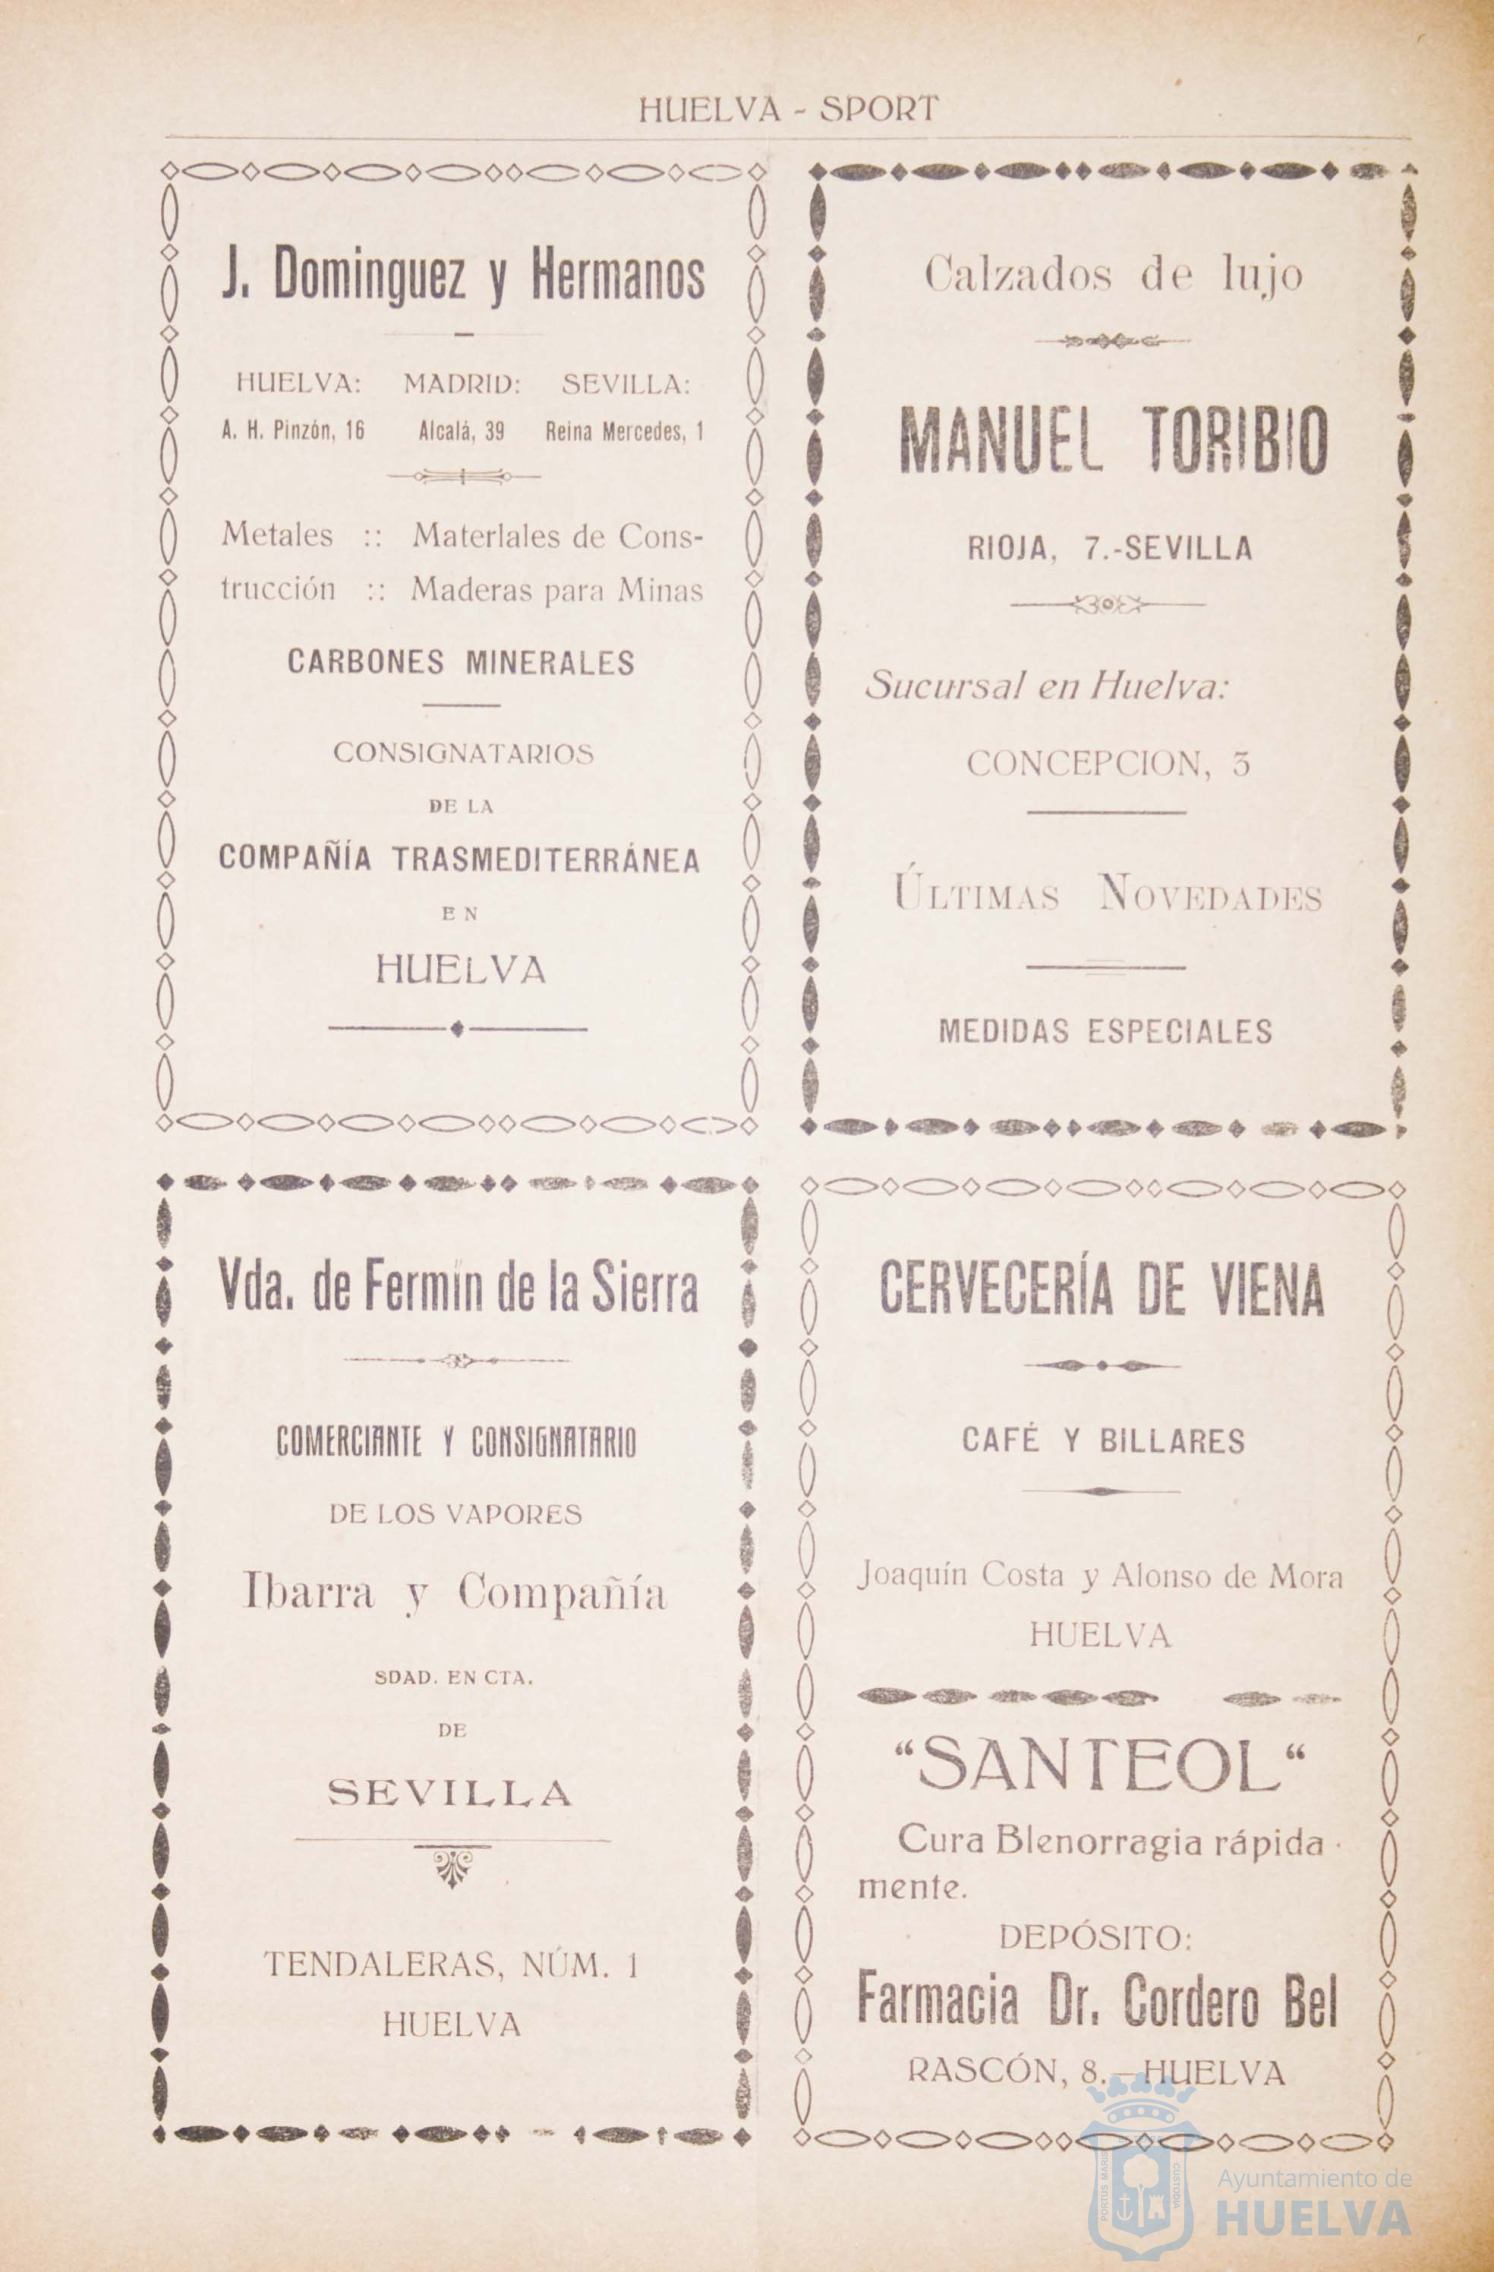 HUELVA - SPORT
J. Dominguez y Hermanos
HUELVA: MADRID: SEVILLA:
A. H. Pinzón, 16 Alcalá, 39 Reina Mercedes, 1
Metales :: Materlales de Cons-
trucción :: Maderas para Minas
CARBONES MINERALES
CONSIGNATARIOS
DE LA
COMPAÑÍA TRASMEDITERRÁNEA
EN
HUELVA
Calzados de lujo
MANUEL TORIBIO
RIOJA, 7.-SEVILLA
Sucursal en Huelva:
CONCEPCION, 3
ÚLTIMAS NOVEDADES
MEDIDAS ESPECIALES
Vda. de Fermín de la Sierra
COMERCIANTE Y CONSIGNATARIO
DE LOS VAPORES
Ibarra y Compañía
SDAD. EN CTA.
DE
SEVILLA
TENDALERAS, NÚM. 1
HUELVA
CERVECERÍA DE VIENA
CAFÉ Y BILLARES
Joaquín Costa y Alonso de Mora
HUELVA
“SANTEOL“
Cura Blenorragia rápida-
mente.
DEPÓSITO:
Farmacia Dr. Cordero Bel
RASCÓN, 8.—HUELVA
PORTUS MARIS
CUSTODIA
Ayuntamiento de
HUELVA